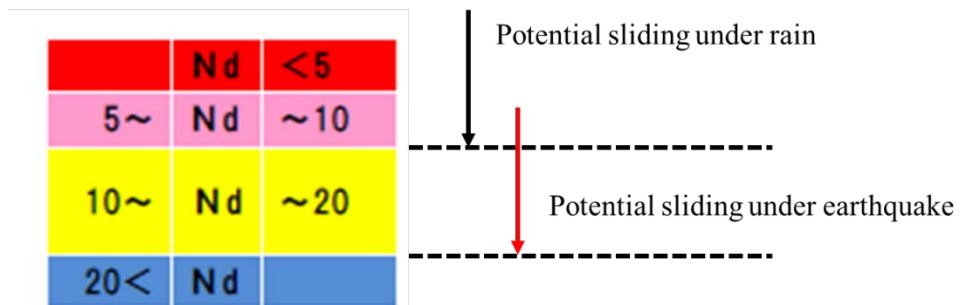 Potential sliding under rain
Nd <5
5~ Nd ~10
10~ Nd ~20
Potential sliding under earthquake
20< Nd